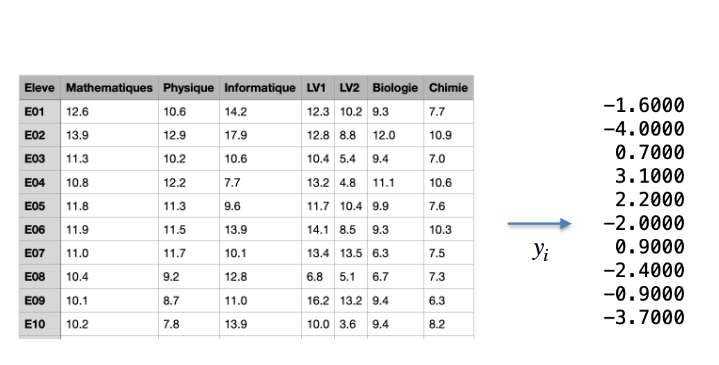 Eleve Mathematiques Physique Informatique LV1 LV2 Biologie Chimie
E01 12.6 10.6 14.2 12.3 10.2 9.3 7.7
E02 13.9 12.9 17.9 12.8 8.8 12.0 10.9
E03 11.3 10.2 10.6 10.4 5.4 9.4 7.0
E04 10.8 12.2 7.7 13.2 4.8 11.1 10.6
E05 11.8 11.3 9.6 11.7 10.4 9.9 7.6
E06 11.9 11.5 13.9 14.1 8.5 9.3 10.3
E07 11.0 11.7 10.1 13.4 13.5 6.3 7.5
E08 10.4 9.2 12.8 6.8 5.1 6.7 7.3
E09 10.1 8.7 11.0 16.2 13.2 9.4 6.3
E10 10.2 7.8 13.9 10.0 3.6 9.4 8.2
yi
-1.6000
-4.0000
0.7000
3.1000
2.2000
-2.0000
0.9000
-2.4000
-0.9000
-3.7000